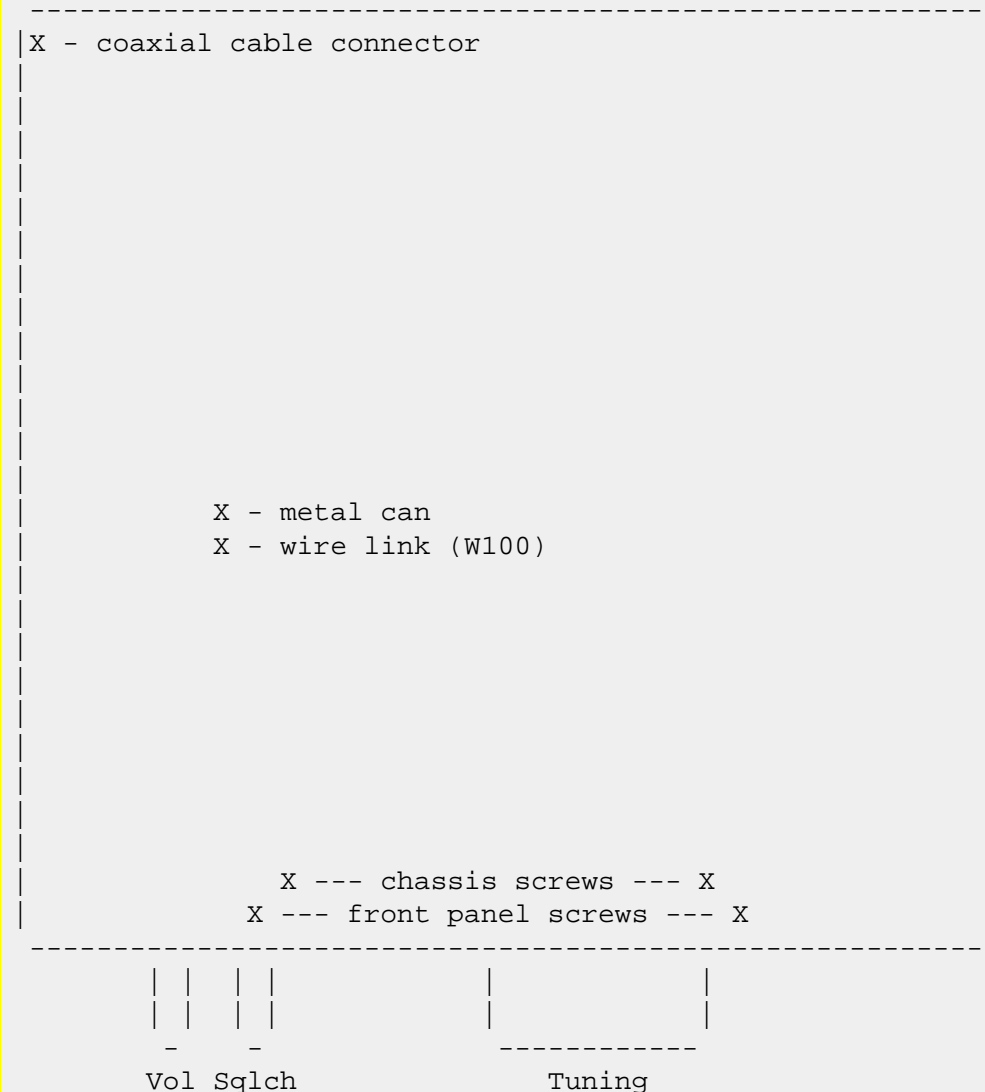 ---------------------------------------------------------
|X - coaxial cable connector
|
|
|
|
|
|
|
|
|
|
|
|
|
|           X - metal can
|           X - wire link (W100)
|
|
|
|
|
|
|
|
|
|               X --- chassis screws --- X
|             X --- front panel screws --- X
---------------------------------------------------------
       | |  | |             |            |
       | |  | |             |            |
        -    -              ------------
       Vol Sqlch               Tuning